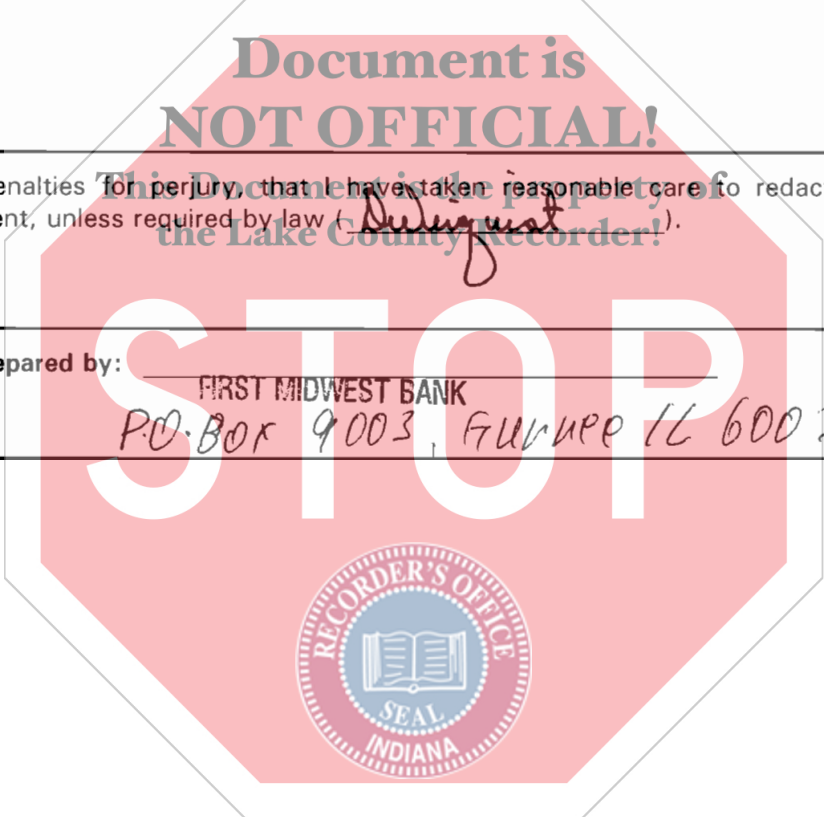 Document is
NOT OFFICIAL!
This Document is the property of
the Lake County Recorder!
enalties for perjury, that I have taken reasonable care to redac
ent, unless required by law ( ).
STOP
epared by:
FIRST MIDWEST BANK
P.O. Box 9003, Gurnee IL 600
RECORDER'S OFFICE
SEAL
INDIANA